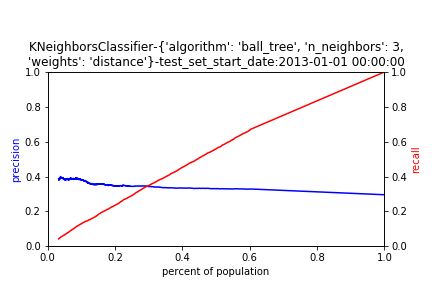 KNeighborsClassifier-{'algorithm': 'ball_tree', 'n_neighbors': 3,
'weights': 'distance'}-test_set_start_date:2013-01-01 00:00:00
1.0
0.8
0.6
0.4
0.2
0.0
precision
1.0
0.8
0.6
0.4
0.2
0.0
recall
0.0 0.2 0.4 0.6 0.8 1.0
percent of population